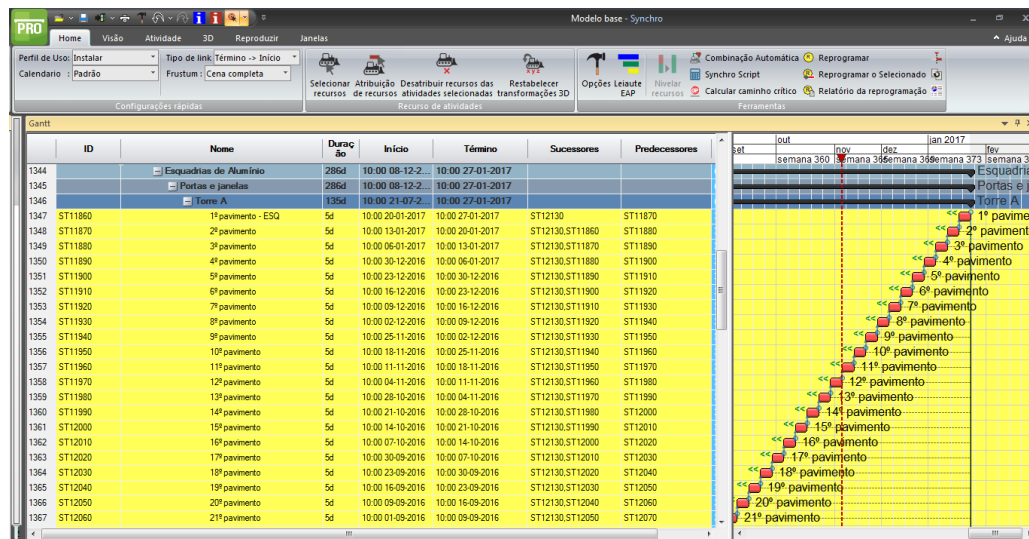 Modelo base - Synchro
PRO
Home Visão Atividade 3D Reproduzir Janelas Ajuda
Perfil de Uso: Instalar Tipo de link Término -> Início
Calendario : Padrão Frustum : Cena completa
Configurações rápidas
Selecionar recursos
Atribuição de recursos
Destatribuir recursos das atividades selecionadas
Restabelecer transformações 3D
xyz
Recurso de atividades
Opções
Leiaute EAP
Nivelar recursos
Combinação Automática
Synchro Script
Calcular caminho crítico
Reprogramar
Reprogramar o Selecionado
Relatório da reprogramação
Ferramentas
Gantt
ID Nome Duração Início Término Sucessores Predecessores
1344 Esquadrias de Alumínio 286d 10:00 08-12-2... 10:00 27-01-2017
1345 Portas e janelas 286d 10:00 08-12-2... 10:00 27-01-2017
1346 Torre A 135d 10:00 21-07-2... 10:00 27-01-2017
1347 ST11860 1º pavimento - ESQ 5d 10:00 20-01-2017 10:00 27-01-2017 ST12130 ST11870
1348 ST11870 2º pavimento 5d 10:00 13-01-2017 10:00 20-01-2017 ST12130,ST11860 ST11880
1349 ST11880 3º pavimento 5d 10:00 06-01-2017 10:00 13-01-2017 ST12130,ST11870 ST11890
1350 ST11890 4º pavimento 5d 10:00 30-12-2016 10:00 06-01-2017 ST12130,ST11880 ST11900
1351 ST11900 5º pavimento 5d 10:00 23-12-2016 10:00 30-12-2016 ST12130,ST11890 ST11910
1352 ST11910 6º pavimento 5d 10:00 16-12-2016 10:00 23-12-2016 ST12130,ST11900 ST11920
1353 ST11920 7º pavimento 5d 10:00 09-12-2016 10:00 16-12-2016 ST12130,ST11910 ST11930
1354 ST11930 8º pavimento 5d 10:00 02-12-2016 10:00 09-12-2016 ST12130,ST11920 ST11940
1355 ST11940 9º pavimento 5d 10:00 25-11-2016 10:00 02-12-2016 ST12130,ST11930 ST11950
1356 ST11950 10º pavimento 5d 10:00 18-11-2016 10:00 25-11-2016 ST12130,ST11940 ST11960
1357 ST11960 11º pavimento 5d 10:00 11-11-2016 10:00 18-11-2016 ST12130,ST11950 ST11970
1358 ST11970 12º pavimento 5d 10:00 04-11-2016 10:00 11-11-2016 ST12130,ST11960 ST11980
1359 ST11980 13º pavimento 5d 10:00 28-10-2016 10:00 04-11-2016 ST12130,ST11970 ST11990
1360 ST11990 14º pavimento 5d 10:00 21-10-2016 10:00 28-10-2016 ST12130,ST11980 ST12000
1361 ST12000 15º pavimento 5d 10:00 14-10-2016 10:00 21-10-2016 ST12130,ST11990 ST12010
1362 ST12010 16º pavimento 5d 10:00 07-10-2016 10:00 14-10-2016 ST12130,ST12000 ST12020
1363 ST12020 17º pavimento 5d 10:00 30-09-2016 10:00 07-10-2016 ST12130,ST12010 ST12030
1364 ST12030 18º pavimento 5d 10:00 23-09-2016 10:00 30-09-2016 ST12130,ST12020 ST12040
1365 ST12040 19º pavimento 5d 10:00 16-09-2016 10:00 23-09-2016 ST12130,ST12030 ST12050
1366 ST12050 20º pavimento 5d 10:00 09-09-2016 10:00 16-09-2016 ST12130,ST12040 ST12060
1367 ST12060 21º pavimento 5d 10:00 01-09-2016 10:00 09-09-2016 ST12130,ST12050 ST12070
out jan 2017
set nov dez fev
semana 360 semana 365 semana 369 semana 373 semana 3
Esquadria
Portas e j
Torre A
1º pavime
2º paviment
3º pavimento
4º pavimento
5º pavimento
6º pavimento
7º pavimento
8º pavimento
9º pavimento
10º pavimento
11º pavimento
12º pavimento
13º pavimento
14º pavimento
15º pavimento
16º pavimento
17º pavimento
18º pavimento
19º pavimento
20º pavimento
21º pavimento